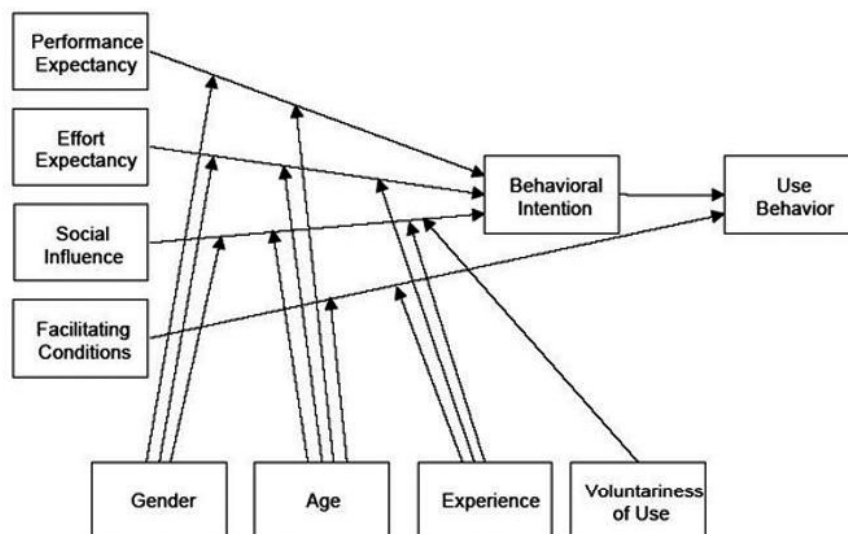 Performance
Expectancy
Effort
Expectancy
Social
Influence
Facilitating
Conditions
Behavioral
Intention
Use
Behavior
Gender
Age
Experience
Voluntariness
of Use